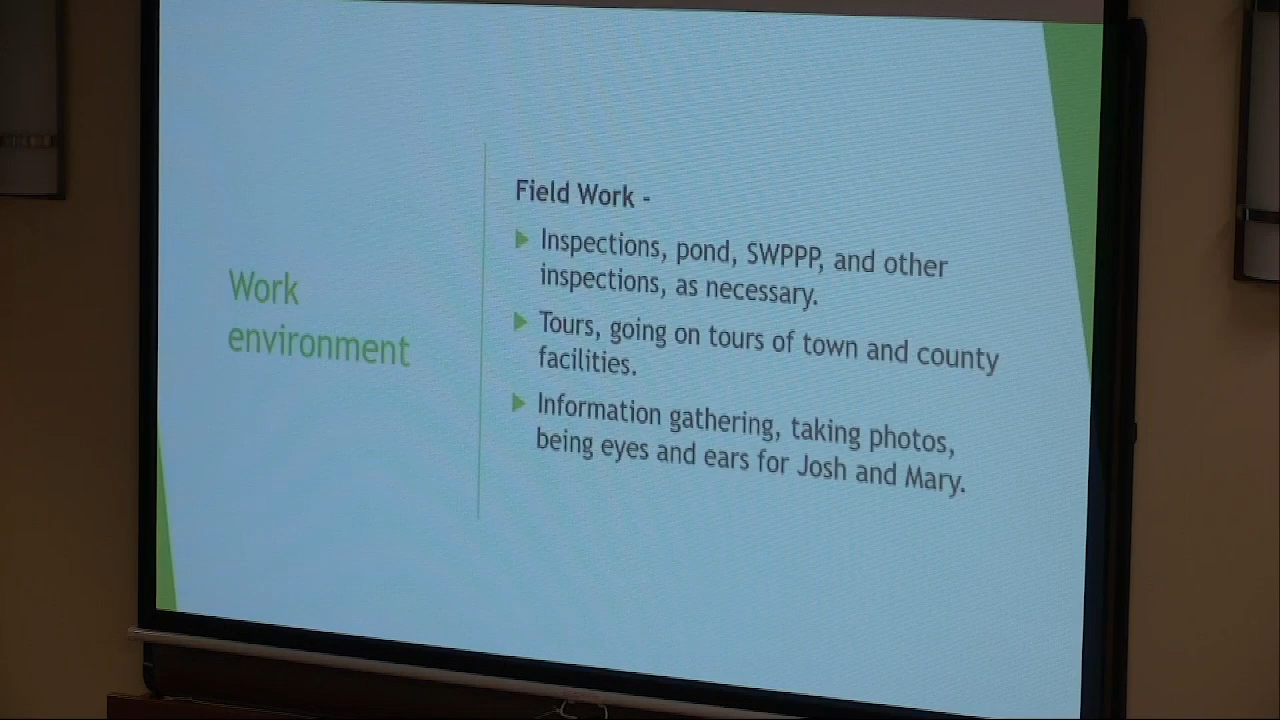 Work
environment
Field Work -
Inspections, pond, SWPPP, and other
inspections, as necessary.
Tours, going on tours of town and county
facilities.
Information gathering, taking photos,
being eyes and ears for Josh and Mary.